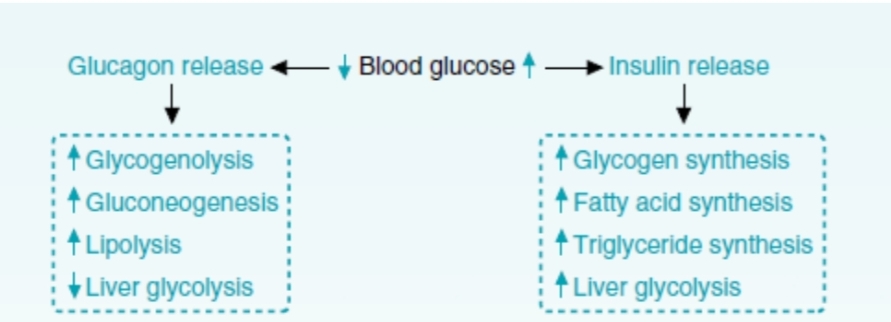 Glucagon release ← ↓ Blood glucose ↑ → Insulin release
↑ Glycogenolysis
↑ Gluconeogenesis
↑ Lipolysis
↓ Liver glycolysis
↑ Glycogen synthesis
↑ Fatty acid synthesis
↑ Triglyceride synthesis
↑ Liver glycolysis